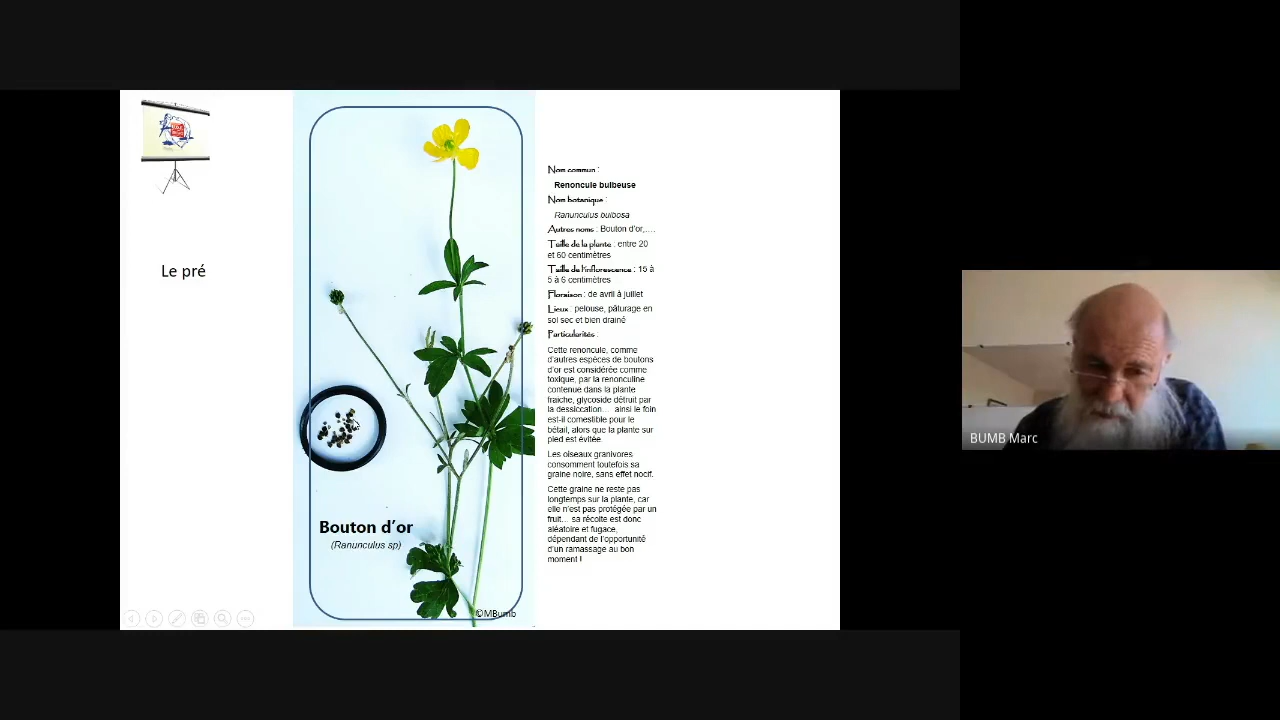 Le pré
Bouton d'or
(Ranunculus sp)
©MBumb
Nom commun :
Renoncule bulbeuse
Nom botanique :
Ranunculus bulbosa
Autres noms : Bouton d'or,....
Taille de la plante : entre 20
et 60 centimètres
Taille de l'inflorescence : 15 à
5 à 6 centimètres
Floraison : de avril à juillet
Lieux : pelouse, pâturage en
sol sec et bien drainé
Particularités :
Cette renoncule, comme
d'autres espèces de boutons
d'or est considérée comme
toxique, par la renonculine
contenue dans la plante
fraiche, glycoside détruit par
la dessiccation… ainsi le foin
est-il comestible pour le
bétail, alors que la plante sur
pied est évitée.
Les oiseaux granivores
consomment toutefois sa
graine noire, sans effet nocif.
Cette graine ne reste pas
longtemps sur la plante, car
elle n'est pas protégée par un
fruit… sa récolte est donc
aléatoire et fugace,
dépendant de l'opportunité
d'un ramassage au bon
moment !
BUMB Marc